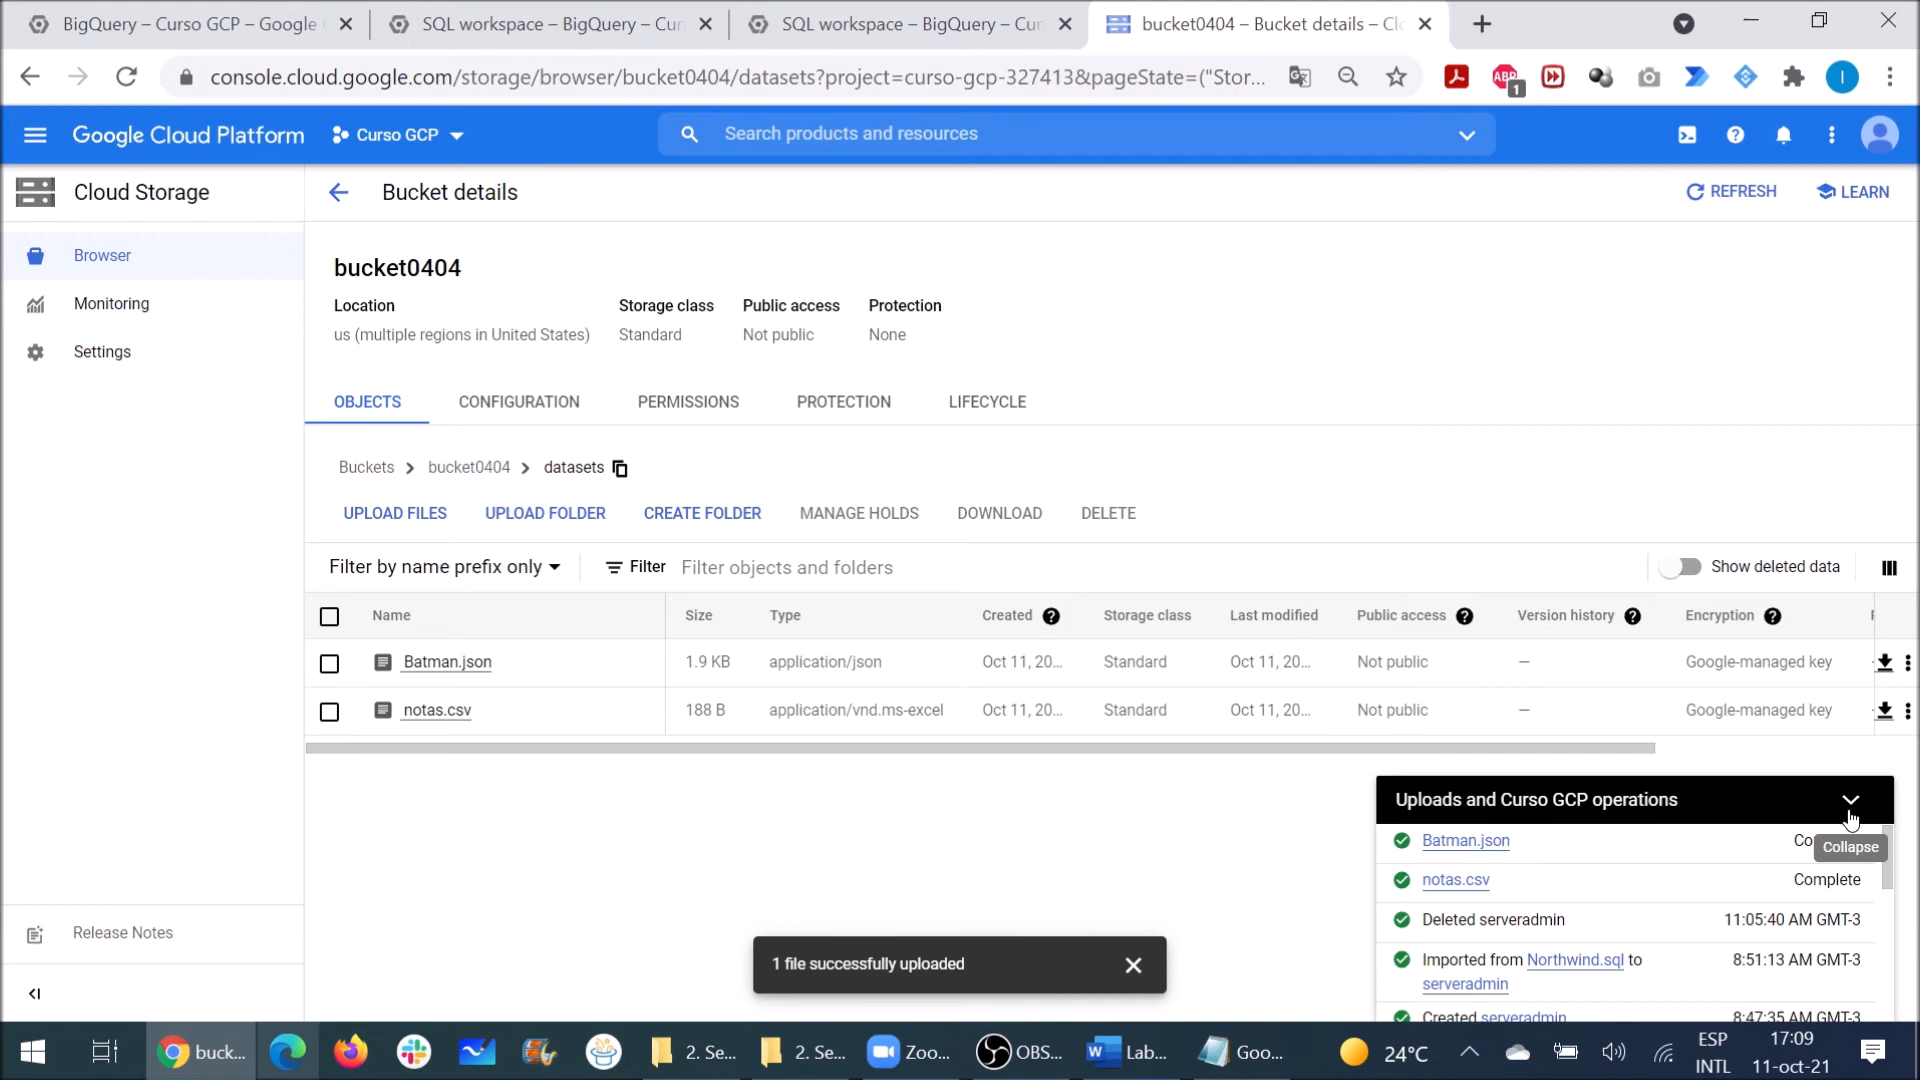 BigQuery – Curso GCP – Google
SQL workspace – BigQuery – Cur
SQL workspace – BigQuery – Cur
bucket0404 – Bucket details – Clo
console.cloud.google.com/storage/browser/bucket0404/datasets?project=curso-gcp-327413&pageState=("Stor...
ABP
1
I
Google Cloud Platform
Curso GCP
Search products and resources
Cloud Storage
Bucket details
REFRESH
LEARN
Browser
Monitoring
Settings
bucket0404
Location
Storage class
Public access
Protection
us (multiple regions in United States)
Standard
Not public
None
OBJECTS
CONFIGURATION
PERMISSIONS
PROTECTION
LIFECYCLE
Buckets > bucket0404 > datasets
UPLOAD FILES
UPLOAD FOLDER
CREATE FOLDER
MANAGE HOLDS
DOWNLOAD
DELETE
Filter by name prefix only
Filter
Filter objects and folders
Show deleted data
Name
Size
Type
Created
Storage class
Last modified
Public access
Version history
Encryption
Batman.json
1.9 KB
application/json
Oct 11, 20...
Standard
Oct 11, 20...
Not public
—
Google-managed key
notas.csv
188 B
application/vnd.ms-excel
Oct 11, 20...
Standard
Oct 11, 20...
Not public
—
Google-managed key
Uploads and Curso GCP operations
Batman.json
Co
Collapse
notas.csv
Complete
Deleted serveradmin
11:05:40 AM GMT-3
Imported from Northwind.sql to
serveradmin
8:51:13 AM GMT-3
Created serveradmin
8:47:35 AM GMT-3
1 file successfully uploaded
Release Notes
buck...
2. Se...
2. Se...
Zoo...
OBS...
Lab...
Goo...
24°C
ESP
INTL
17:09
11-oct-21